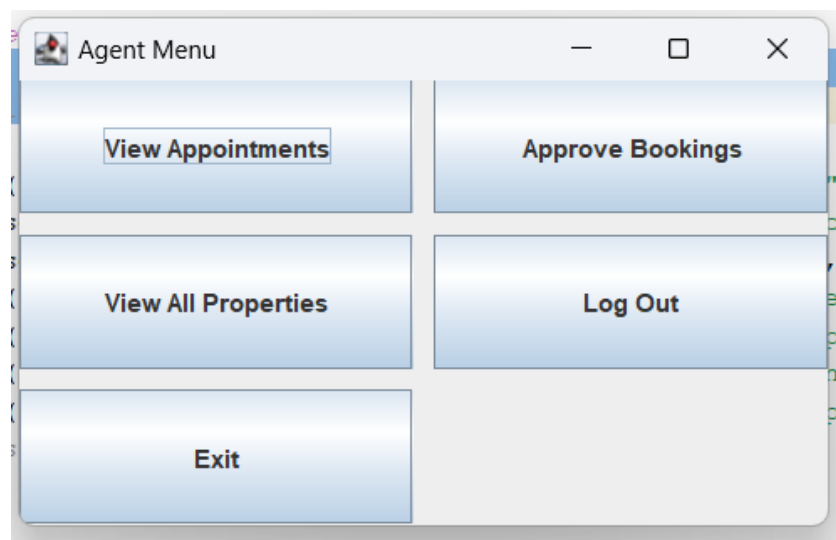 Agent Menu
View Appointments
Approve Bookings
View All Properties
Log Out
Exit